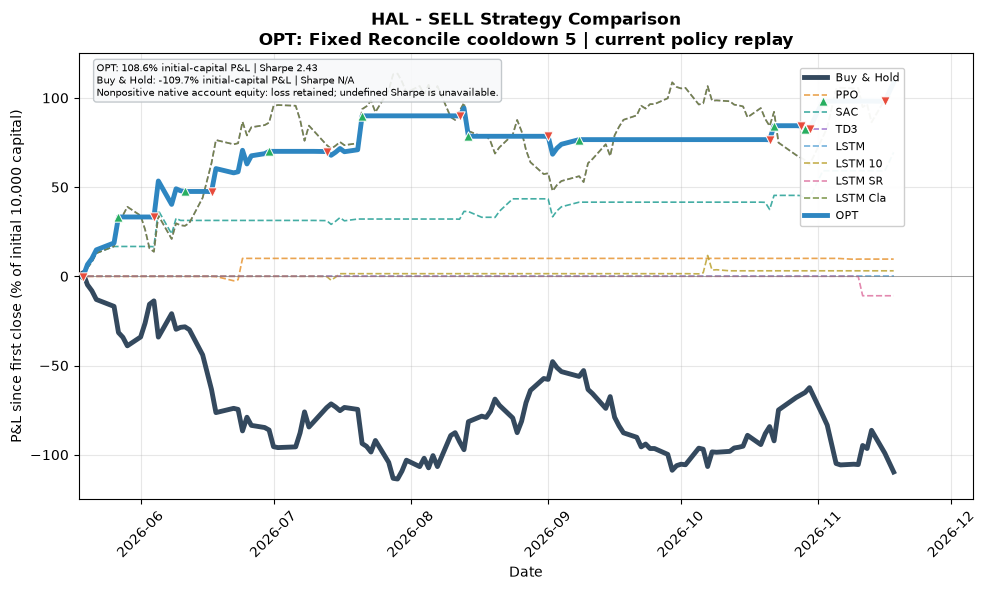 HAL - SELL Strategy Comparison
OPT: Fixed Reconcile cooldown 5 | current policy replay
OPT: 108.6% initial-capital P&L | Sharpe 2.43
Buy & Hold: -109.7% initial-capital P&L | Sharpe N/A
Nonpositive native account equity: loss retained; undefined Sharpe is unavailable.
Buy & Hold
PPO
SAC
TD3
LSTM
LSTM 10
LSTM SR
LSTM Cla
OPT
P&L since first close (% of initial 10,000 capital)
100
50
0
−50
−100
2026-06
2026-07
2026-08
2026-09
2026-10
2026-11
2026-12
Date